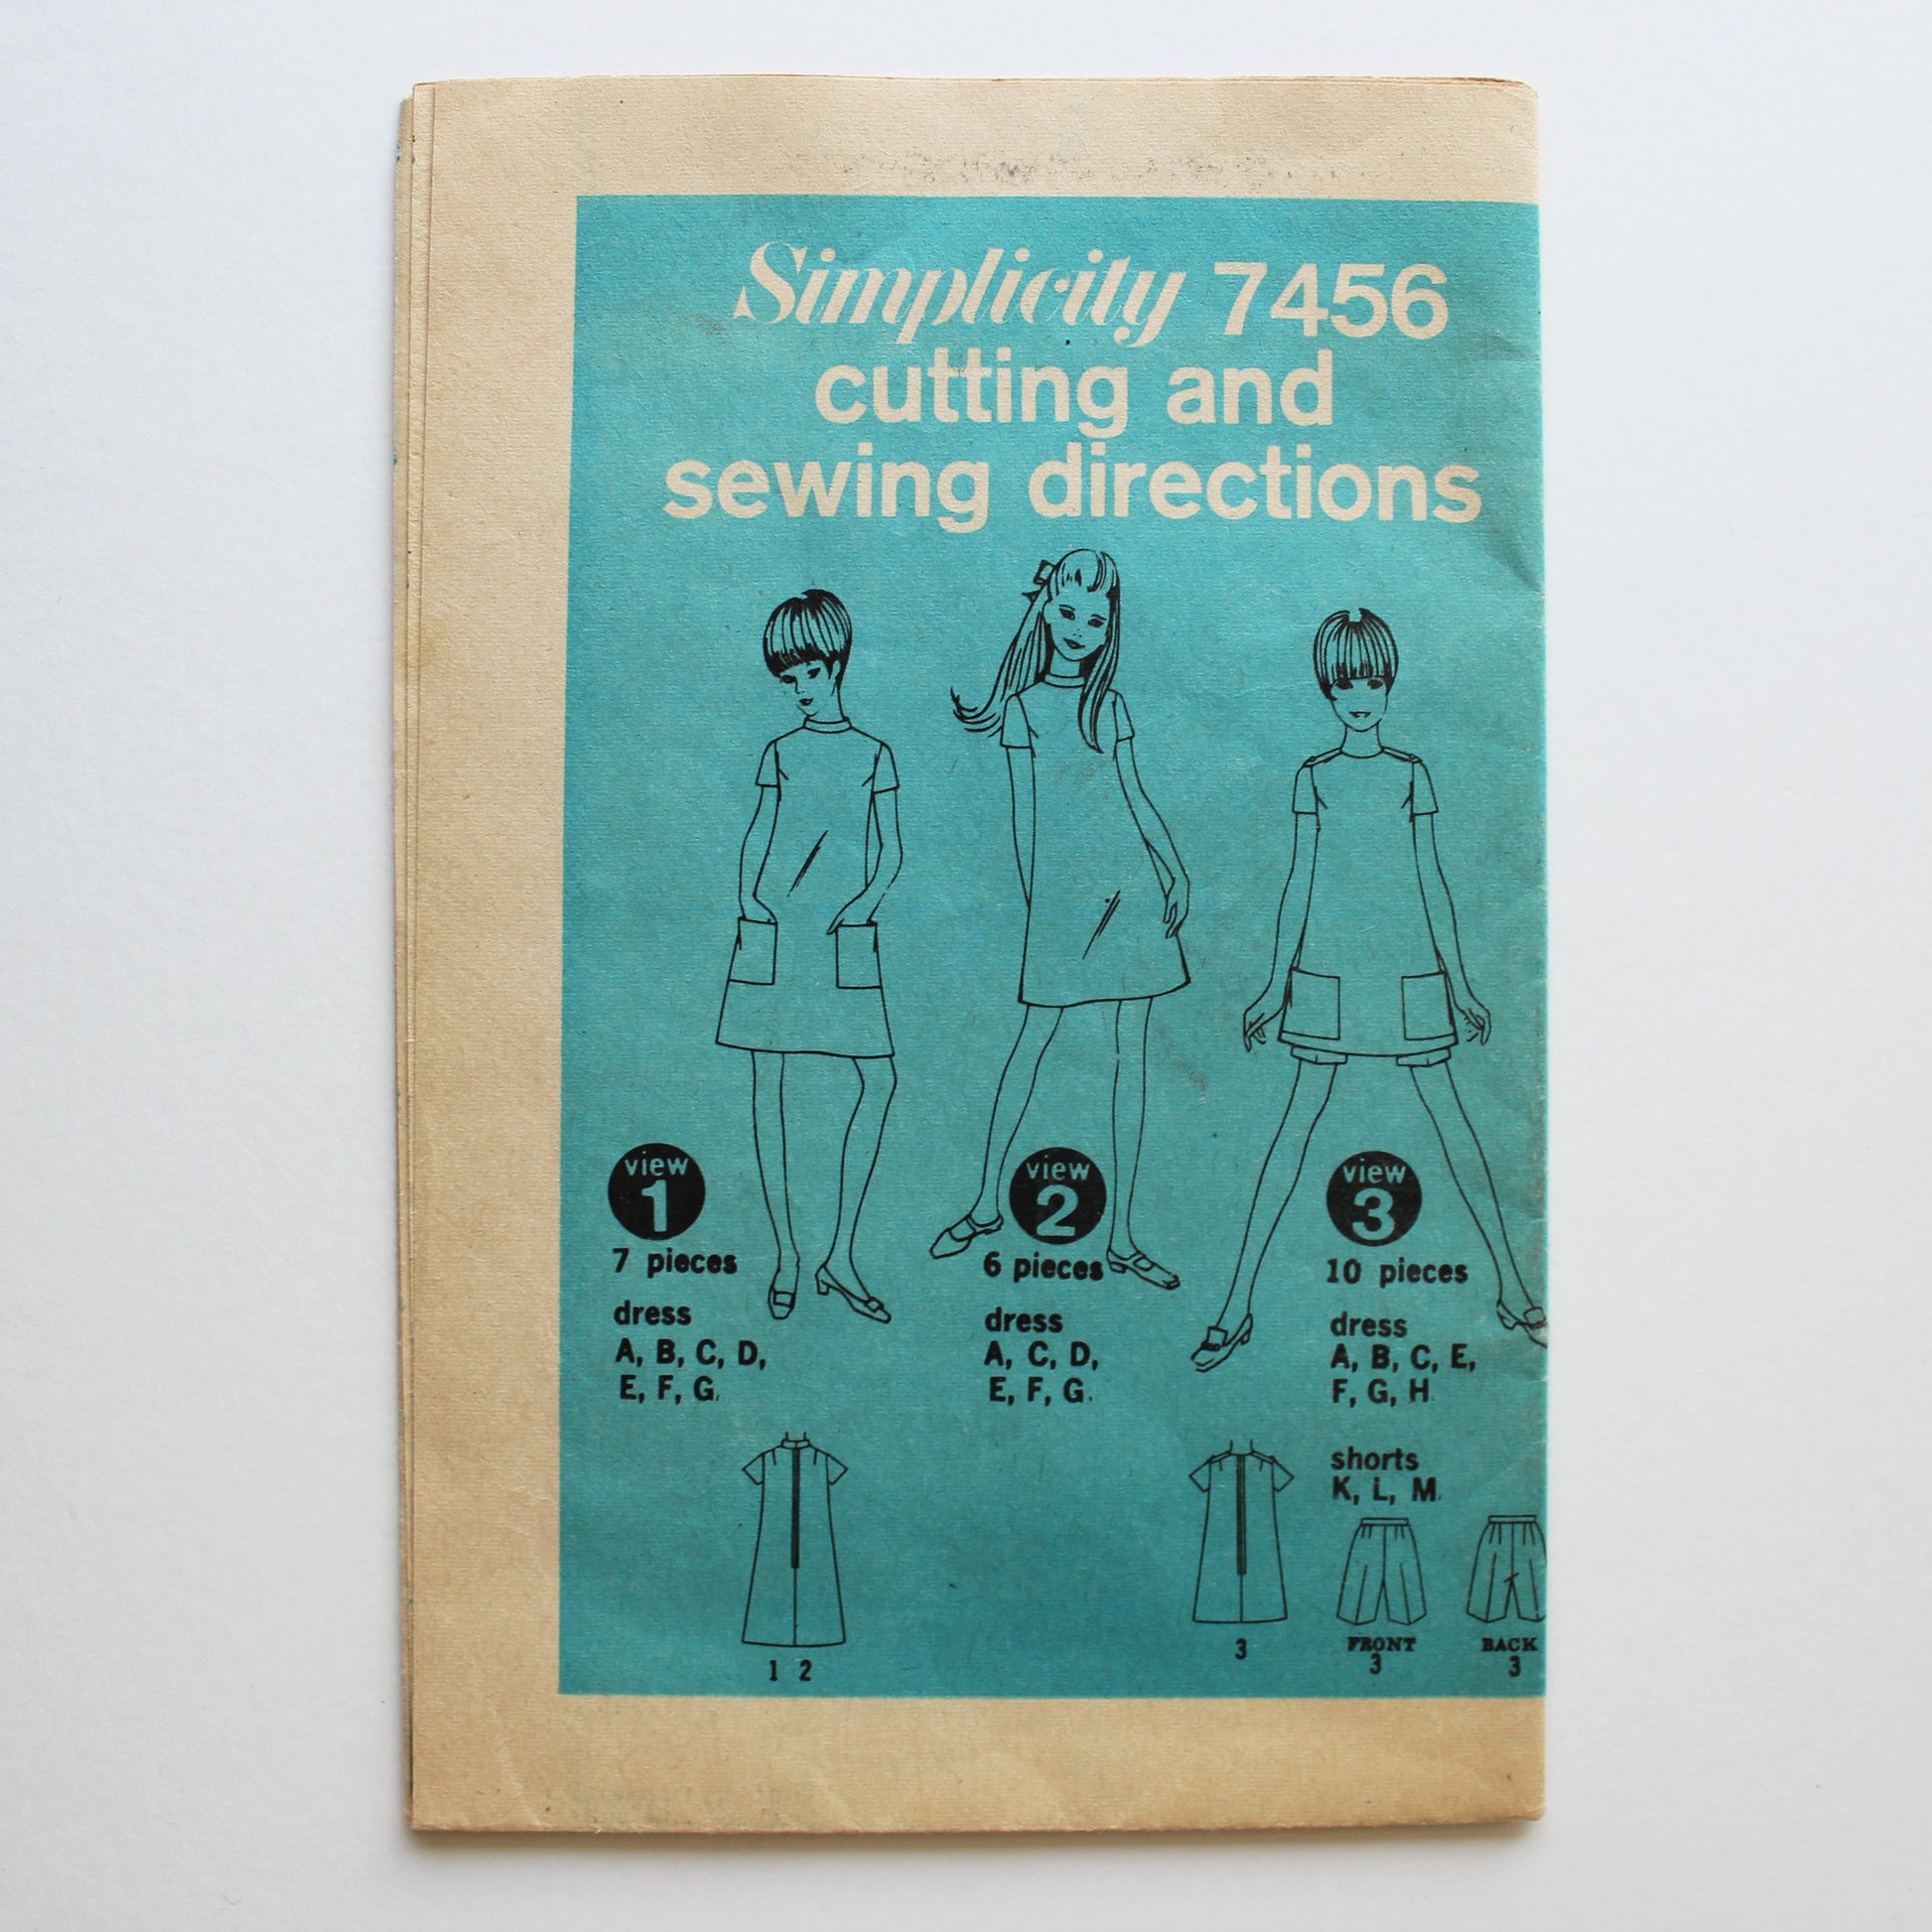 Simplicity 7456
cutting and
sewing directions
view
1
7 pieces
dress
A, B, C, D,
E, F, G.
view
2
6 pieces
dress
A, C, D,
E, F, G.
view
3
10 pieces
dress
A, B, C, E,
F, G, H.
shorts
K, L, M.
1 2
3
FRONT
3
BACK
3